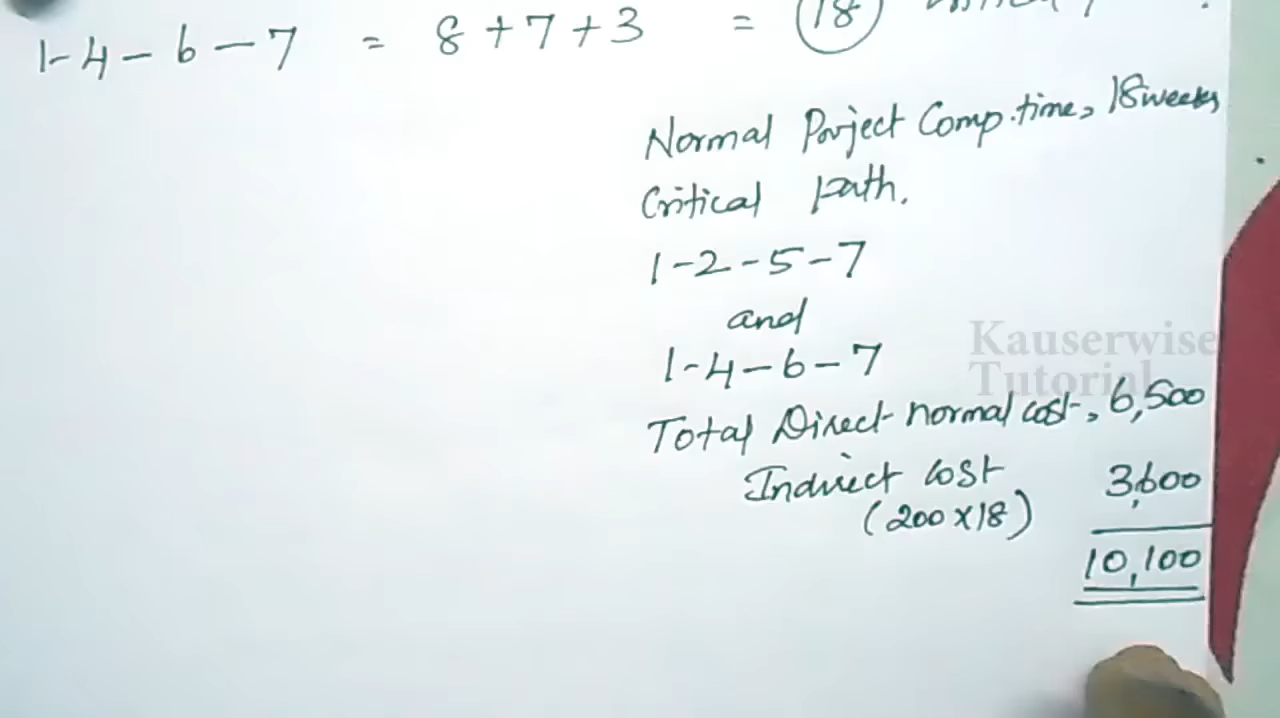 1-4-6-7 = 8+7+3 = 18
Normal Porject Comp.time, 18weeks
Critical path.
1-2-5-7
and
1-4-6-7
Kauserwise
Tutorial
Total Direct normal cost, 6,500
Indirect cost 3,600
(200x18)
10,100